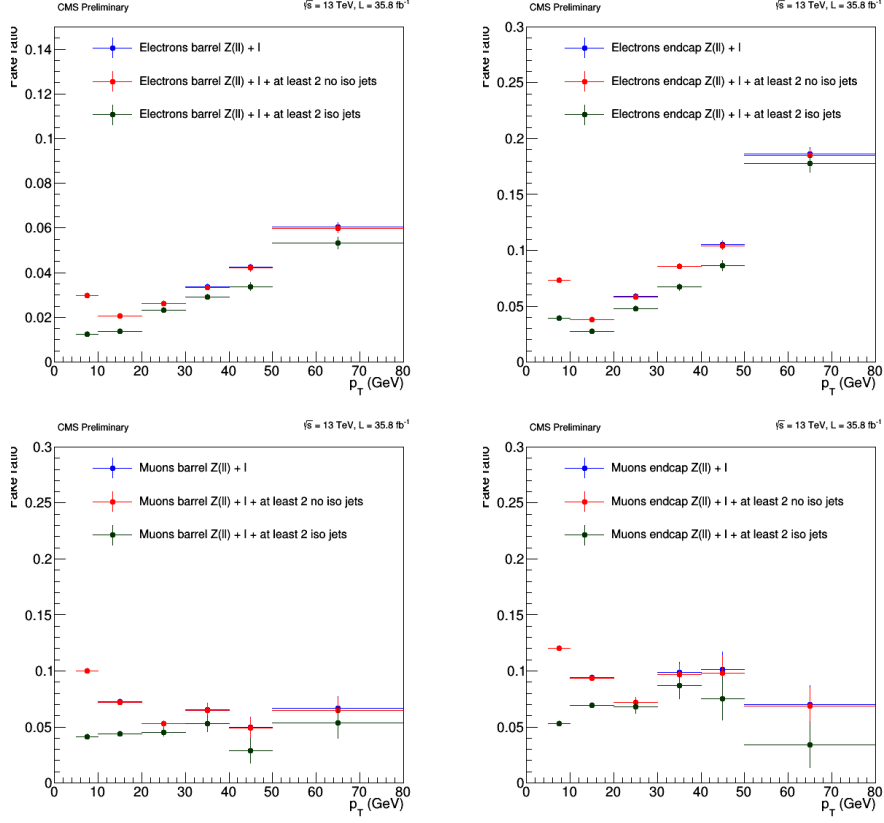 CMS Preliminary √s = 13 TeV, L = 35.8 fb⁻¹
Fake ratio
0.14
0.12
0.1
0.08
0.06
0.04
0.02
0
Electrons barrel Z(ll) + l
Electrons barrel Z(ll) + l + at least 2 no iso jets
Electrons barrel Z(ll) + l + at least 2 iso jets
0 10 20 30 40 50 60 70 80
p_T (GeV)
CMS Preliminary √s = 13 TeV, L = 35.8 fb⁻¹
Fake ratio
0.3
0.25
0.2
0.15
0.1
0.05
0
Electrons endcap Z(ll) + l
Electrons endcap Z(ll) + l + at least 2 no iso jets
Electrons endcap Z(ll) + l + at least 2 iso jets
0 10 20 30 40 50 60 70 80
p_T (GeV)
CMS Preliminary √s = 13 TeV, L = 35.8 fb⁻¹
Fake ratio
0.3
0.25
0.2
0.15
0.1
0.05
0
Muons barrel Z(ll) + l
Muons barrel Z(ll) + l + at least 2 no iso jets
Muons barrel Z(ll) + l + at least 2 iso jets
0 10 20 30 40 50 60 70 80
p_T (GeV)
CMS Preliminary √s = 13 TeV, L = 35.8 fb⁻¹
Fake ratio
0.3
0.25
0.2
0.15
0.1
0.05
0
Muons endcap Z(ll) + l
Muons endcap Z(ll) + l + at least 2 no iso jets
Muons endcap Z(ll) + l + at least 2 iso jets
0 10 20 30 40 50 60 70 80
p_T (GeV)